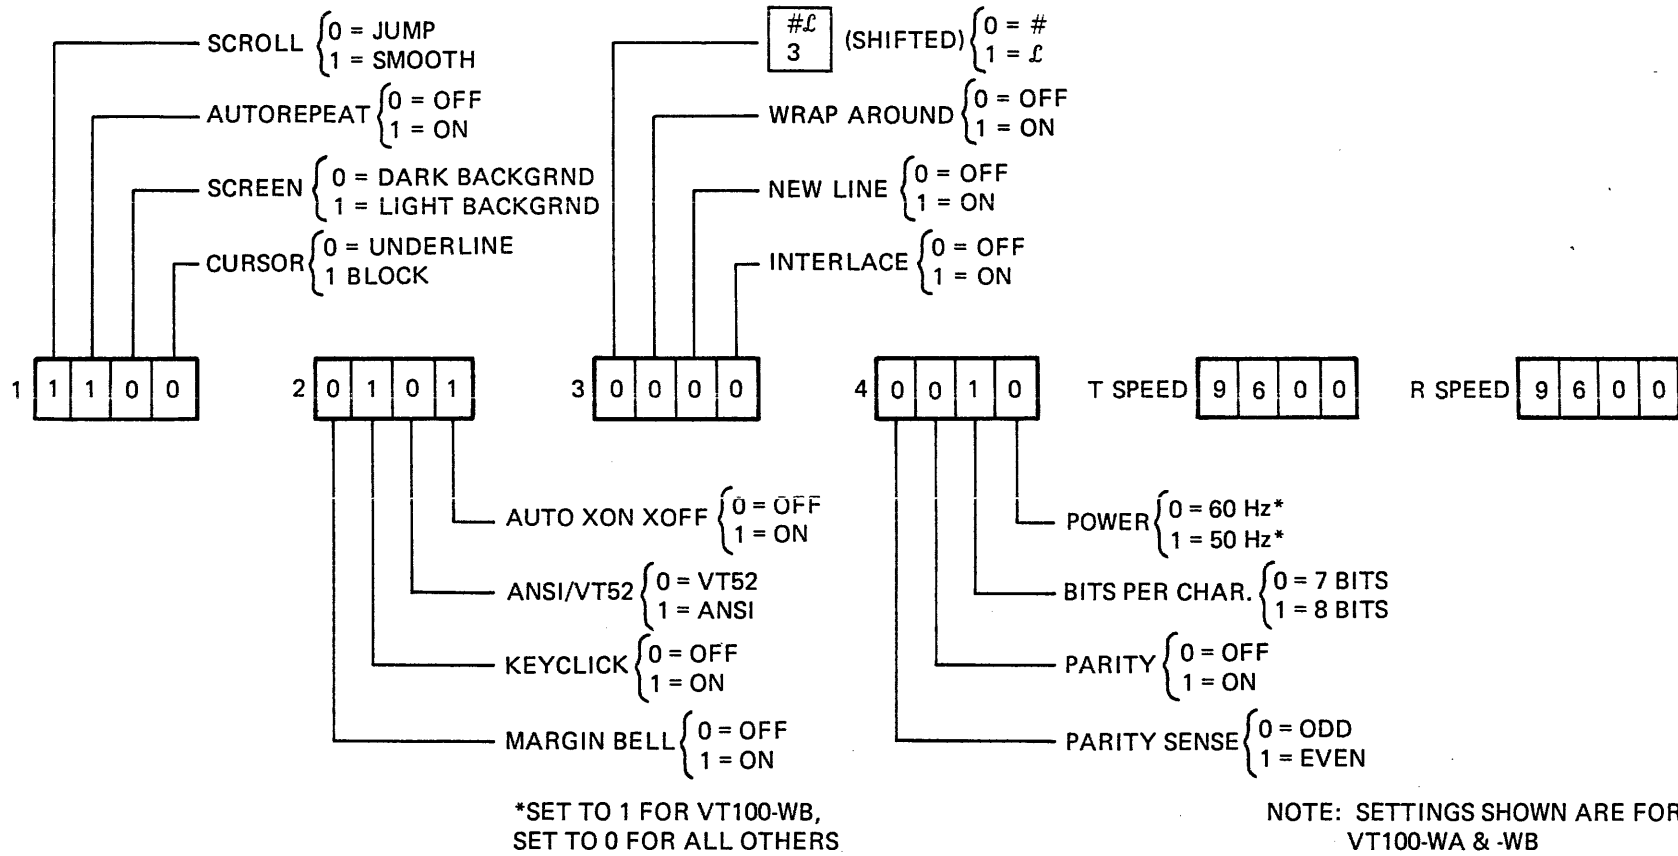 SCROLL
0 = JUMP
1 = SMOOTH
AUTOREPEAT
0 = OFF
1 = ON
SCREEN
0 = DARK BACKGRND
1 = LIGHT BACKGRND
CURSOR
0 = UNDERLINE
1 BLOCK
#£
3
(SHIFTED)
0 = #
1 = £
WRAP AROUND
0 = OFF
1 = ON
NEW LINE
0 = OFF
1 = ON
INTERLACE
0 = OFF
1 = ON
1 1 1 0 0
2 0 1 0 1
3 0 0 0 0
4 0 0 1 0
T SPEED 9 6 0 0
R SPEED 9 6 0 0
AUTO XON XOFF
0 = OFF
1 = ON
ANSI/VT52
0 = VT52
1 = ANSI
KEYCLICK
0 = OFF
1 = ON
MARGIN BELL
0 = OFF
1 = ON
POWER
0 = 60 Hz*
1 = 50 Hz*
BITS PER CHAR.
0 = 7 BITS
1 = 8 BITS
PARITY
0 = OFF
1 = ON
PARITY SENSE
0 = ODD
1 = EVEN
*SET TO 1 FOR VT100-WB,
SET TO 0 FOR ALL OTHERS
NOTE: SETTINGS SHOWN ARE FOR
VT100-WA & -WB